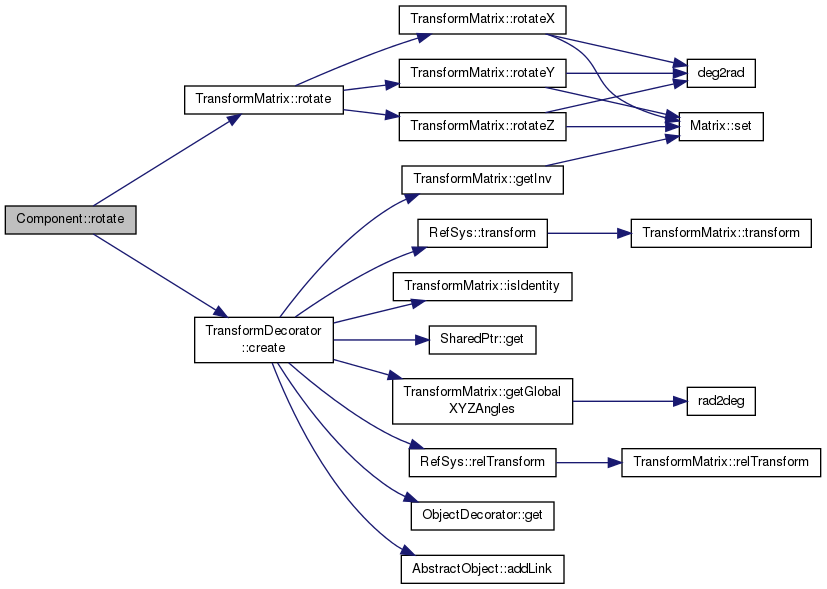 TransformMatrix::rotateX
TransformMatrix::rotateY
deg2rad
TransformMatrix::rotate
TransformMatrix::rotateZ
Matrix::set
TransformMatrix::getInv
Component::rotate
RefSys::transform
TransformMatrix::transform
TransformMatrix::isIdentity
TransformDecorator
::create
SharedPtr::get
TransformMatrix::getGlobal
XYZAngles
rad2deg
RefSys::relTransform
TransformMatrix::relTransform
ObjectDecorator::get
AbstractObject::addLink